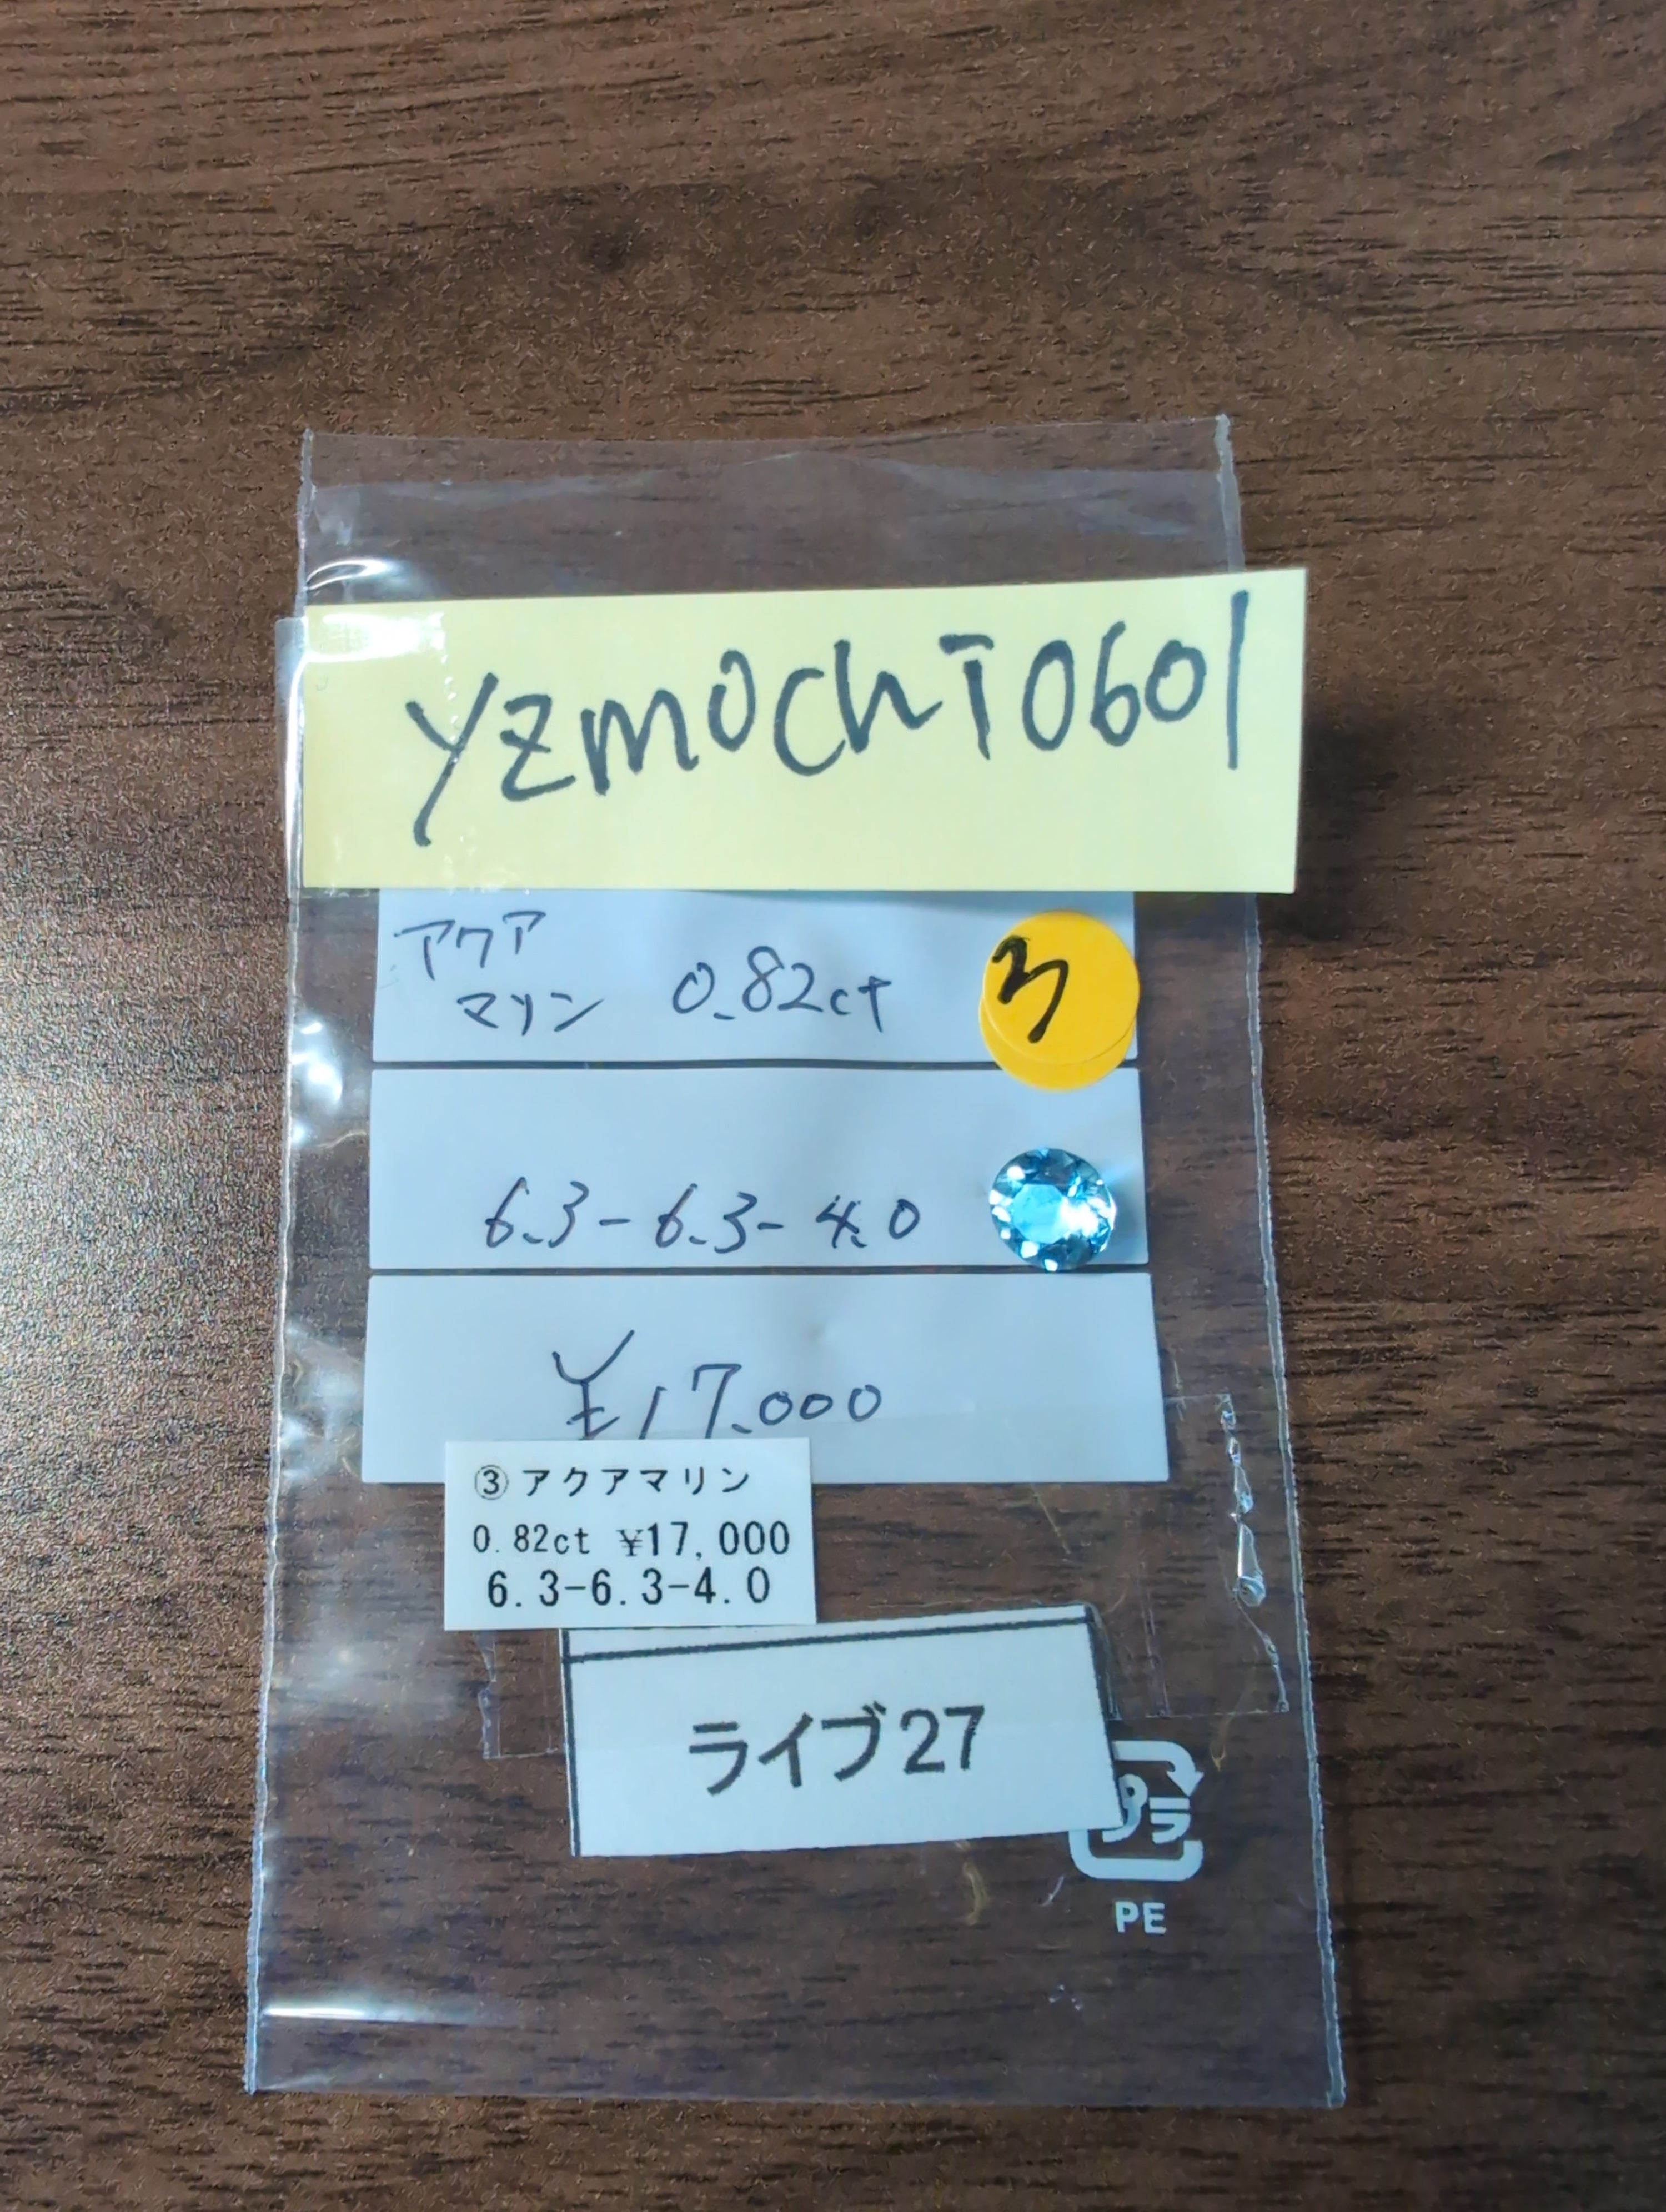 yzmochi0601
アクア
マリン 0.82ct
3
6.3-6.3-4.0
¥17.000
③アクアマリン
0.82ct ¥17,000
6.3-6.3-4.0
ライブ27
プラ
PE